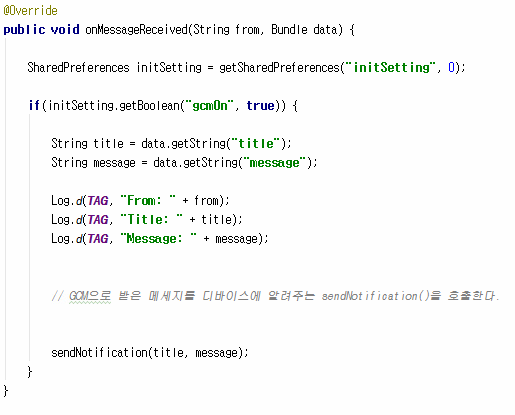 @Override
public void onMessageReceived(String from, Bundle data) {
SharedPreferences initSetting = getSharedPreferences("initSetting", 0);
if(initSetting.getBoolean("gcmOn", true)) {
String title = data.getString("title");
String message = data.getString("message");
Log.d(TAG, "From: " + from);
Log.d(TAG, "Title: " + title);
Log.d(TAG, "Message: " + message);
// GCM으로 받은 메세지를 디바이스에 알려주는 sendNotification()을 호출한다.
sendNotification(title, message);
}
}